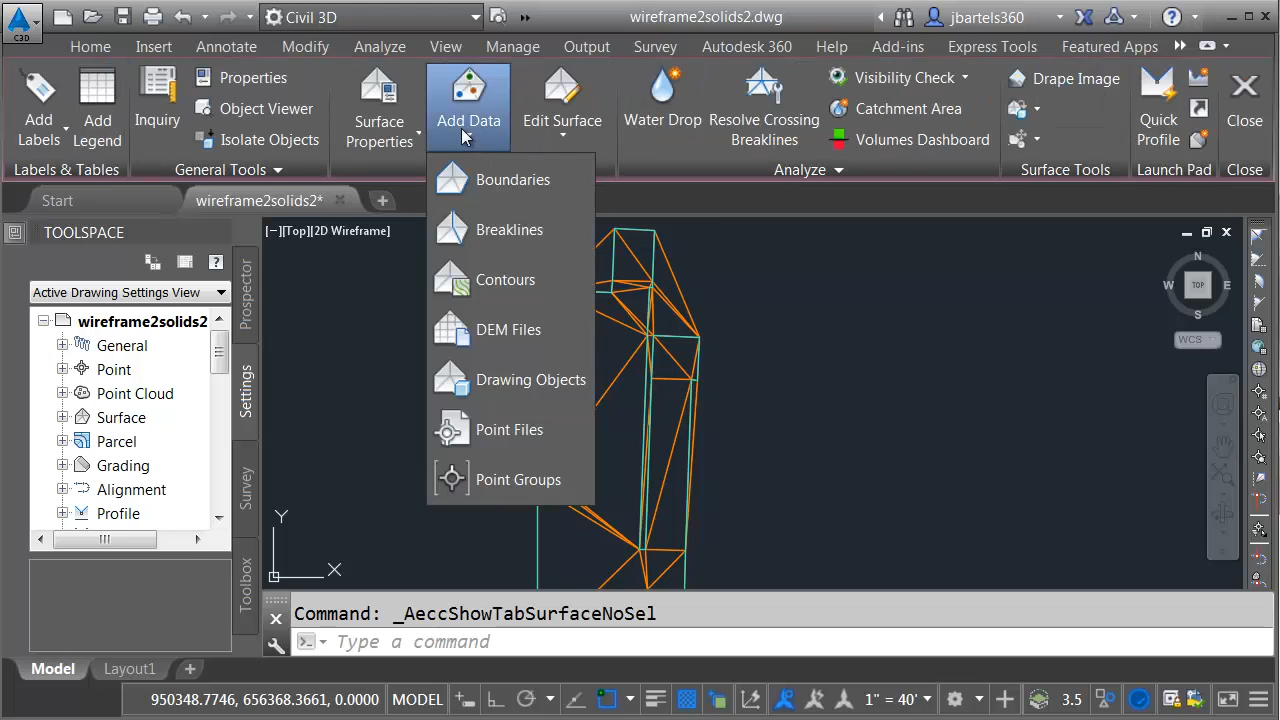 C3D
Civil 3D
wireframe2solids2.dwg
jbartels360
Home Insert Annotate Modify Analyze View Manage Output Survey Autodesk 360 Help Add-ins Express Tools Featured Apps
Add Labels
Add Legend
Inquiry
Properties
Object Viewer
Isolate Objects
Surface Properties
Add Data
Edit Surface
Water Drop
Resolve Crossing Breaklines
Visibility Check
Catchment Area
Volumes Dashboard
Drape Image
Quick Profile
Close
Labels & Tables
General Tools
Analyze
Surface Tools
Launch Pad
Close
Start
wireframe2solids2*
Boundaries
Breaklines
Contours
DEM Files
Drawing Objects
Point Files
Point Groups
TOOLSPACE
Active Drawing Settings View
wireframe2solids2
General
Point
Point Cloud
Surface
Parcel
Grading
Alignment
Profile
Prospector
Settings
Survey
Toolbox
[−][Top][2D Wireframe]
N
W TOP E
S
WCS
Y
X
Command: _AeccShowTabSurfaceNoSel
Type a command
Model Layout1
950348.7746, 656368.3661, 0.0000 MODEL 1" = 40' 3.5